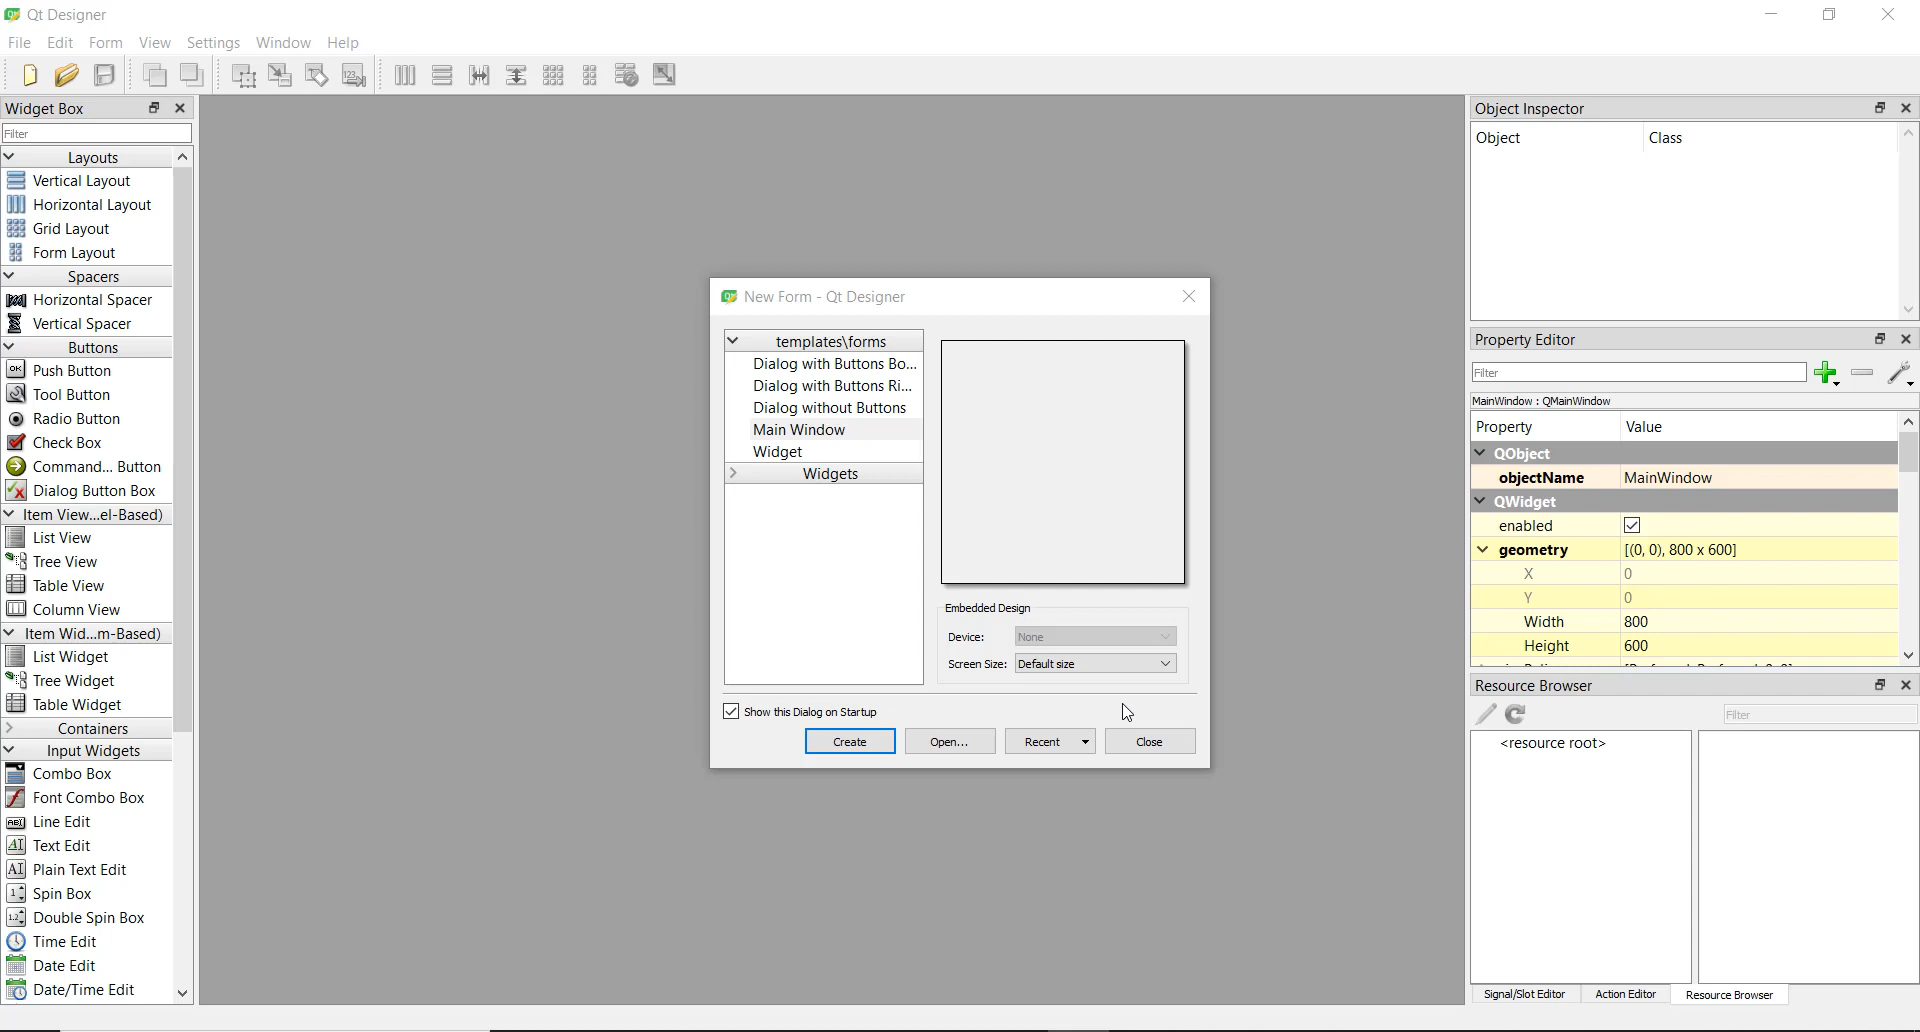 Qt Designer
File Edit Form View Settings Window Help
Widget Box
Filter
Layouts
Vertical Layout
Horizontal Layout
Grid Layout
Form Layout
Spacers
Horizontal Spacer
Vertical Spacer
Buttons
Push Button
Tool Button
Radio Button
Check Box
Command... Button
Dialog Button Box
Item View...el-Based)
List View
Tree View
Table View
Column View
Item Wid...m-Based)
List Widget
Tree Widget
Table Widget
Containers
Input Widgets
Combo Box
Font Combo Box
Line Edit
Text Edit
Plain Text Edit
Spin Box
Double Spin Box
Time Edit
Date Edit
Date/Time Edit
New Form - Qt Designer
templates\forms
Dialog with Buttons Bo...
Dialog with Buttons Ri...
Dialog without Buttons
Main Window
Widget
Widgets
Embedded Design
Device: None
Screen Size: Default size
Show this Dialog on Startup
Create Open... Recent Close
Object Inspector
Object Class
Property Editor
Filter
MainWindow : QMainWindow
Property Value
QObject
objectName MainWindow
QWidget
enabled
geometry [(0, 0), 800 x 600]
X 0
Y 0
Width 800
Height 600
Resource Browser
Filter
<resource root>
Signal/Slot Editor Action Editor Resource Browser